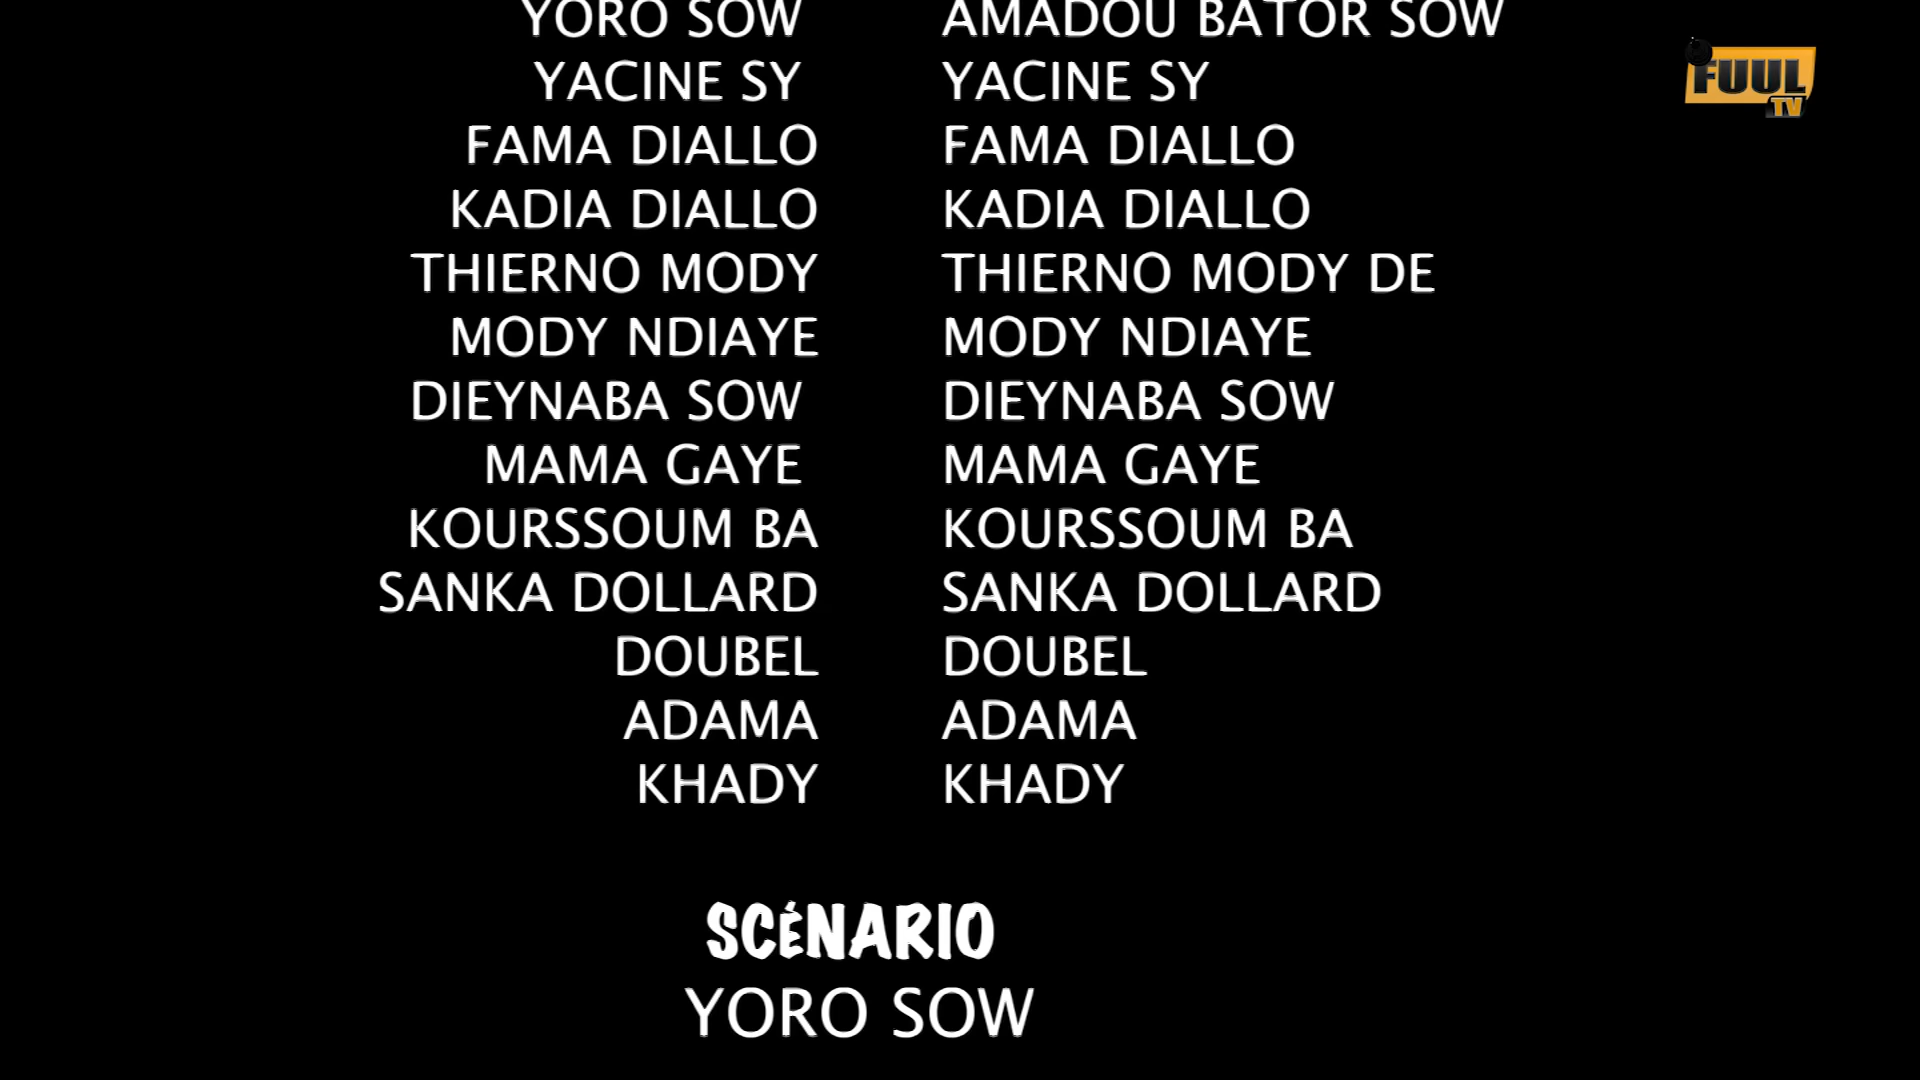 YORO SOW AMADOU BATOR SOW
YACINE SY YACINE SY
FAMA DIALLO FAMA DIALLO
KADIA DIALLO KADIA DIALLO
THIERNO MODY THIERNO MODY DE
MODY NDIAYE MODY NDIAYE
DIEYNABA SOW DIEYNABA SOW
MAMA GAYE MAMA GAYE
KOURSSOUM BA KOURSSOUM BA
SANKA DOLLARD SANKA DOLLARD
DOUBEL DOUBEL
ADAMA ADAMA
KHADY KHADY
SCÉNARIO
YORO SOW
FUUL
TV